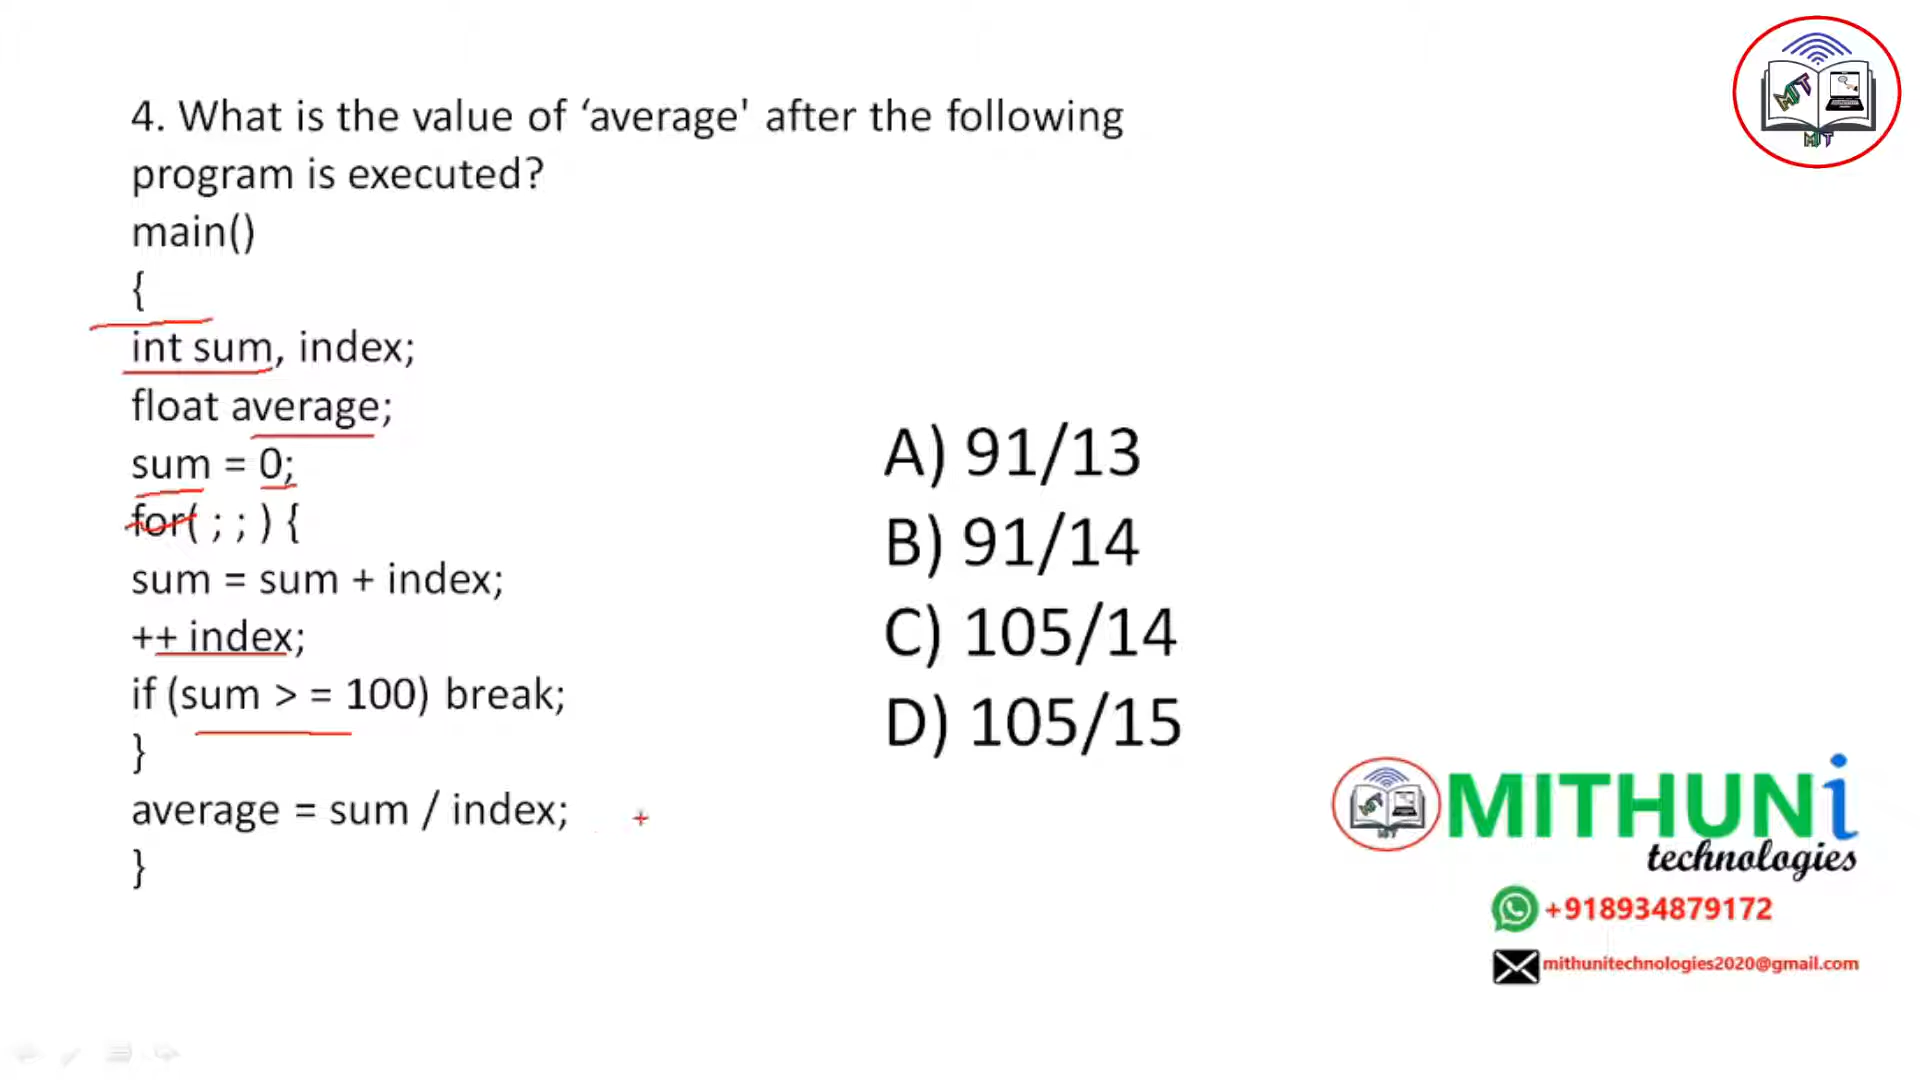 4. What is the value of ‘average' after the following
program is executed?
main()
{
int sum, index;
float average;
sum = 0;
for( ; ; ) {
sum = sum + index;
++ index;
if (sum > = 100) break;
}
average = sum / index;
}
A) 91/13
B) 91/14
C) 105/14
D) 105/15
MIT
MIT
MITHUNi
technologies
+918934879172
mithunitechnologies2020@gmail.com